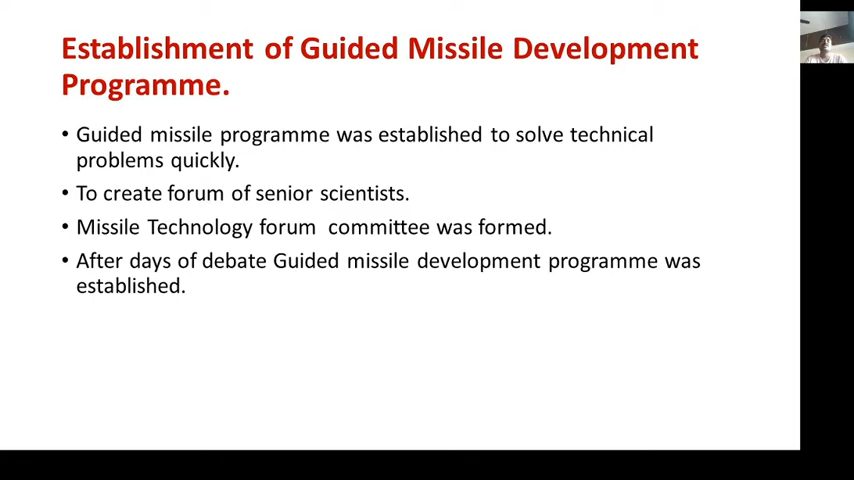 Establishment of Guided Missile Development
Programme.
• Guided missile programme was established to solve technical
problems quickly.
• To create forum of senior scientists.
• Missile Technology forum committee was formed.
• After days of debate Guided missile development programme was
established.